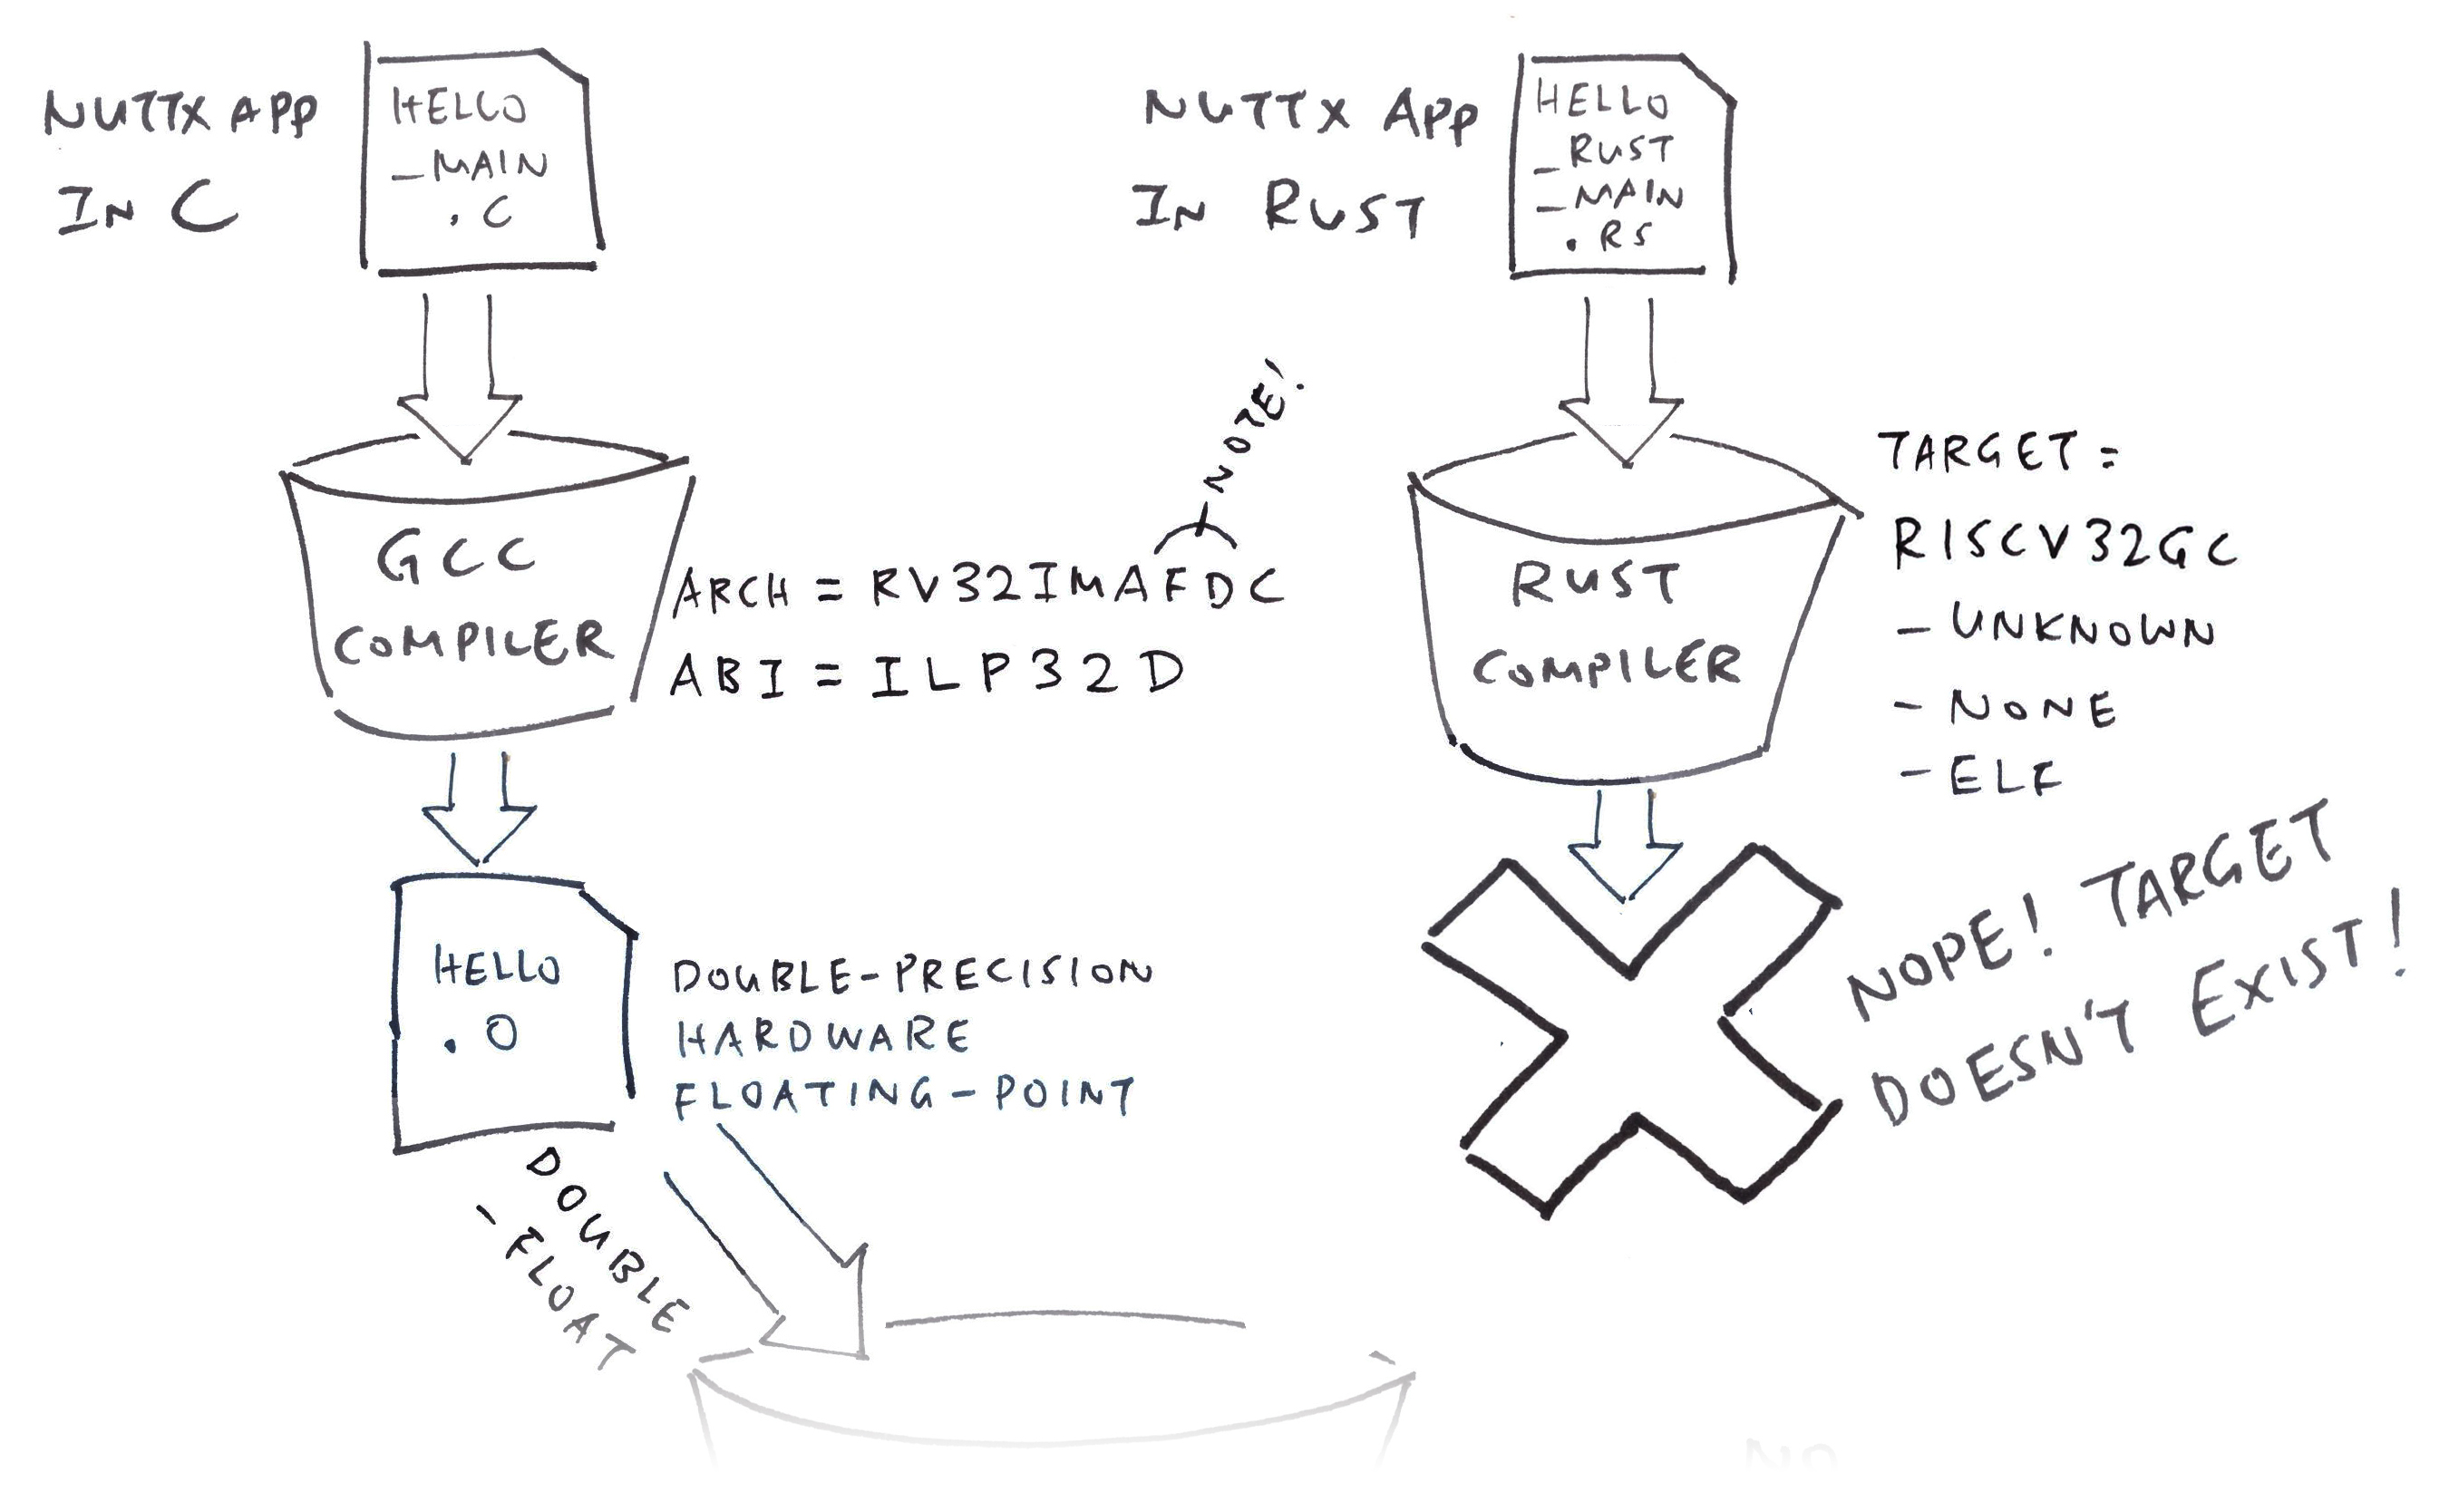 NUTTX APP
IN C
HELLO
_MAIN
.C
NUTTX APP
IN RUST
HELLO
_RUST
_MAIN
.RS
GCC
COMPILER
NOTE!
ARCH = RV32IMAFDC
ABI = ILP32D
RUST
COMPILER
TARGET =
RISCV32GC
- UNKNOWN
- NONE
- ELF
HELLO
.O
DOUBLE-PRECISION
HARDWARE
FLOATING-POINT
DOUBLE
-FLOAT
NOPE! TARGET
DOESN'T EXIST!
NO